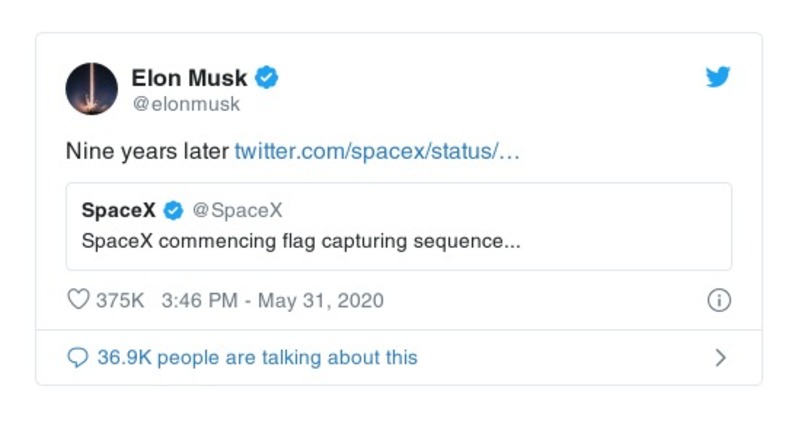 Elon Musk
@elonmusk
Nine years later twitter.com/spacex/status/…
SpaceX @SpaceX
SpaceX commencing flag capturing sequence...
375K 3:46 PM - May 31, 2020
36.9K people are talking about this